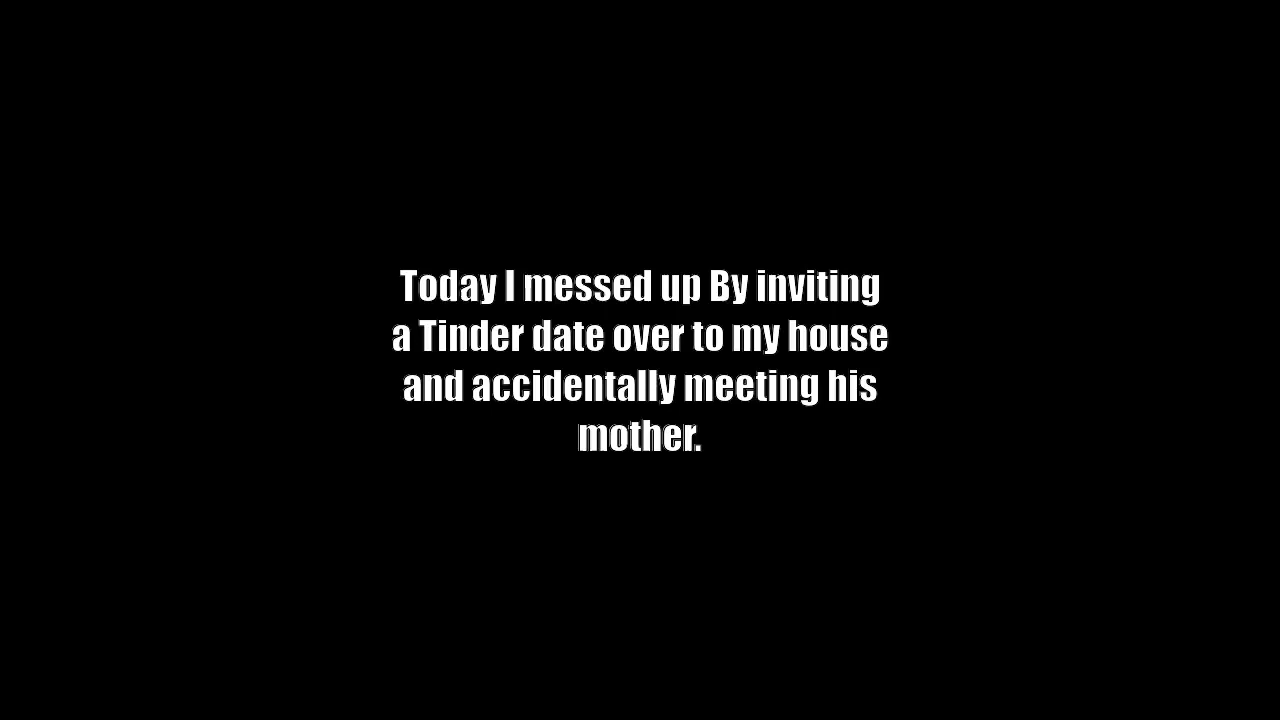 Today I messed up By inviting
a Tinder date over to my house
and accidentally meeting his
mother.